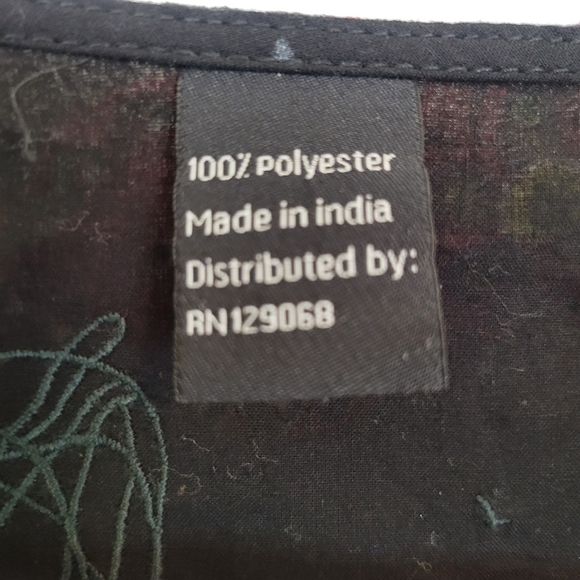 100% polyester
Made in india
Distributed by:
RN129068